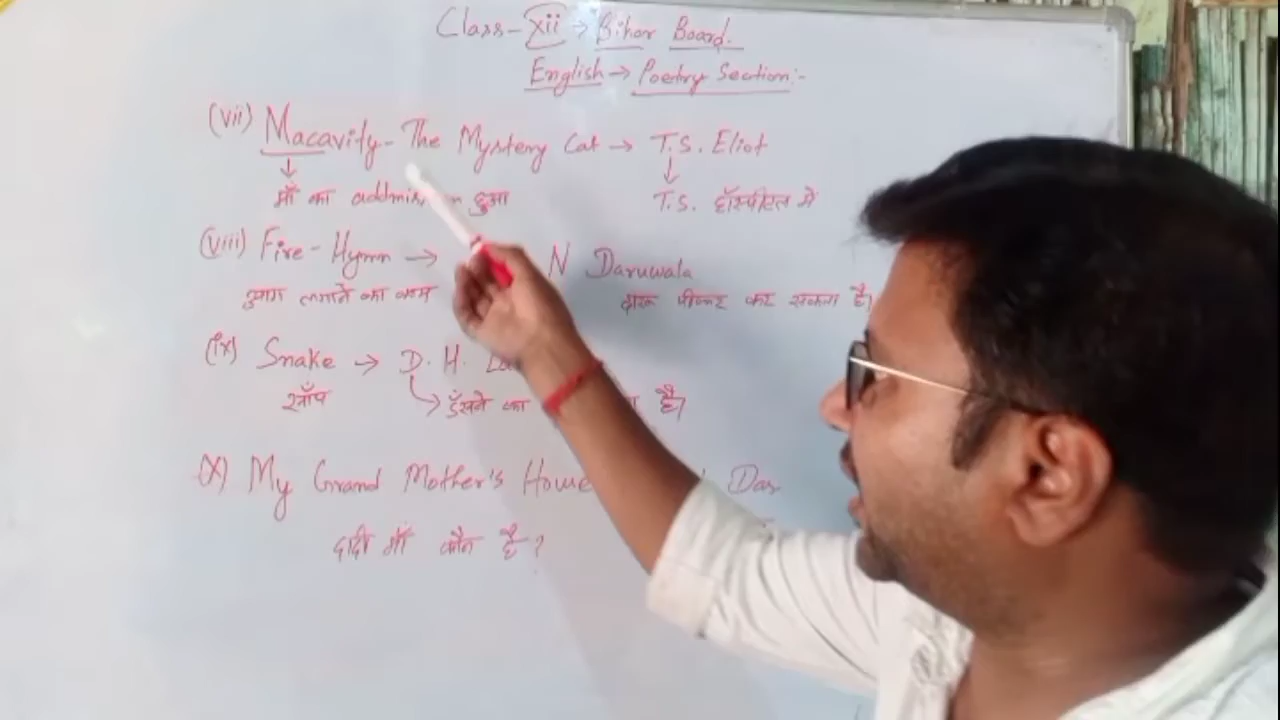 Class-xii → Bihar Board.
English → Poetry Section:-
(vii) Macavity- The Mystery Cat → T.S. Eliot
माँ का हुआ T.S. हॉस्पीटल में
(viii) Fire-Hymn → N Daruwala
आग लगाने का काम दारू पीकर कर सकता है।
(ix) Snake → D. H.
साँप डँसने का है।
(X) My Grand Mother's House Das
दादी माँ कौन है?